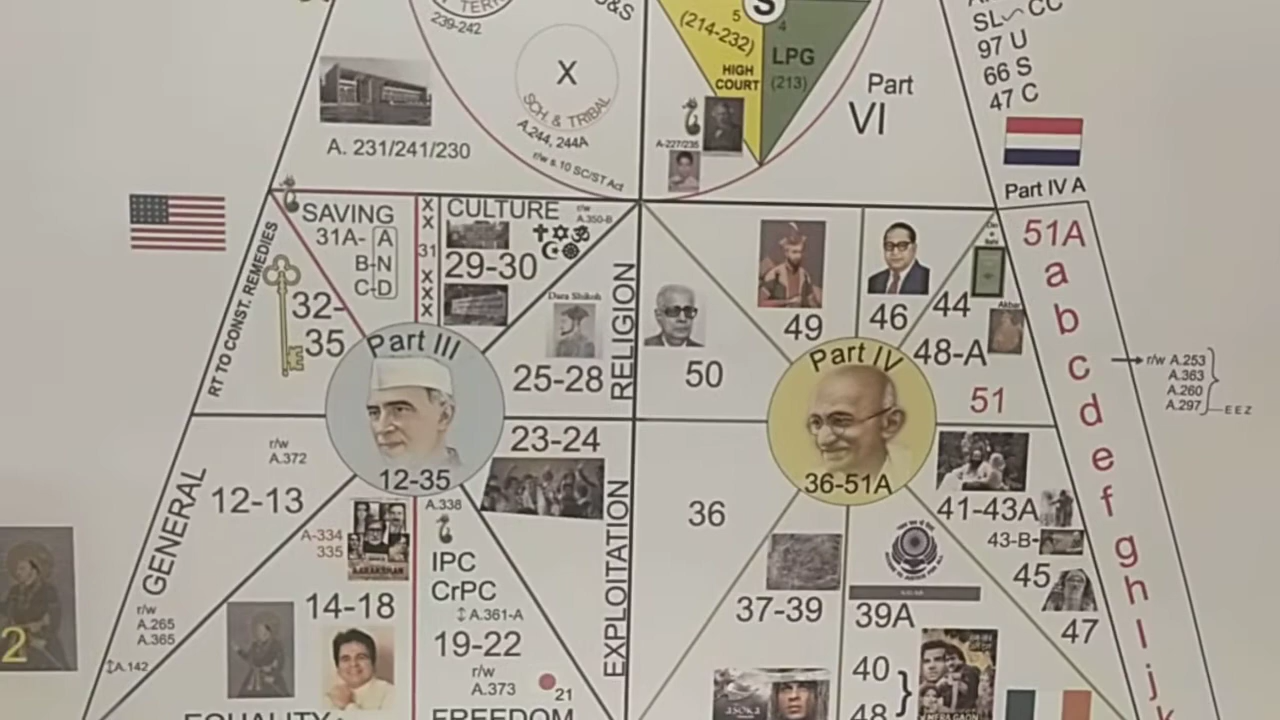 239-242
X
SCH. & TRIBAL
A.244, 244A
r/w s.10 SC/ST Act
A. 231/241/230
5
(214-232)
HIGH
COURT
S
4
LPG
(213)
A-227/235
Part
VI
SL CC
97 U
66 S
47 C
Part IV A
51A
a
b
c
d
e
f
g
h
I
j
k
r/w A.253
A.363
A.260
A.297
EEZ
RT TO CONST. REMEDIES
SAVING
31A- A
B-N
C-D
X
X
31
X
X
X
CULTURE
r/w
A.350-B
29-30
32-
35
Dara Shikoh
25-28
RELIGION
Part III
12-35
GENERAL
r/w
A.372
12-13
r/w
A.265
A.365
A.142
2
A-334
335
AARAKSHAN
14-18
EQUALITY
A.338
IPC
CrPC
A.361-A
19-22
r/w
A.373
21
FREEDOM
23-24
EXPLOITATION
50
49
46
44
Akbar
48-A
51
Part IV
36-51A
36
37-39
39A
40
48
ASOKA
41-43A
43-B-
45
47